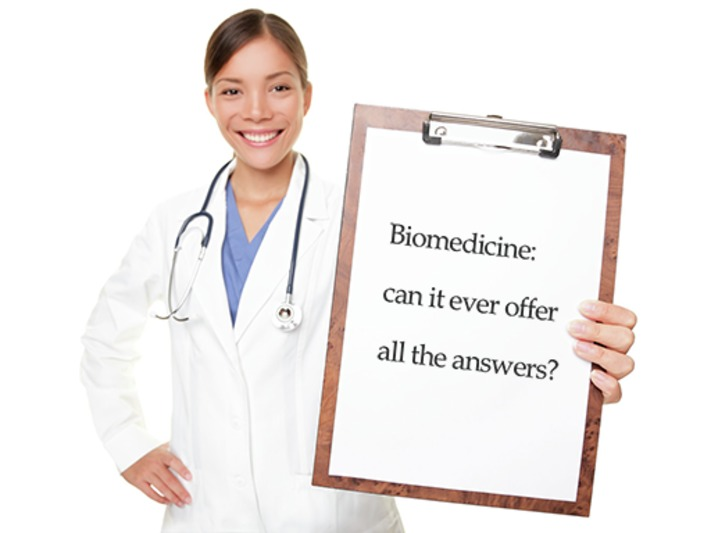 Biomedicine:
can it ever offer
all the answers?